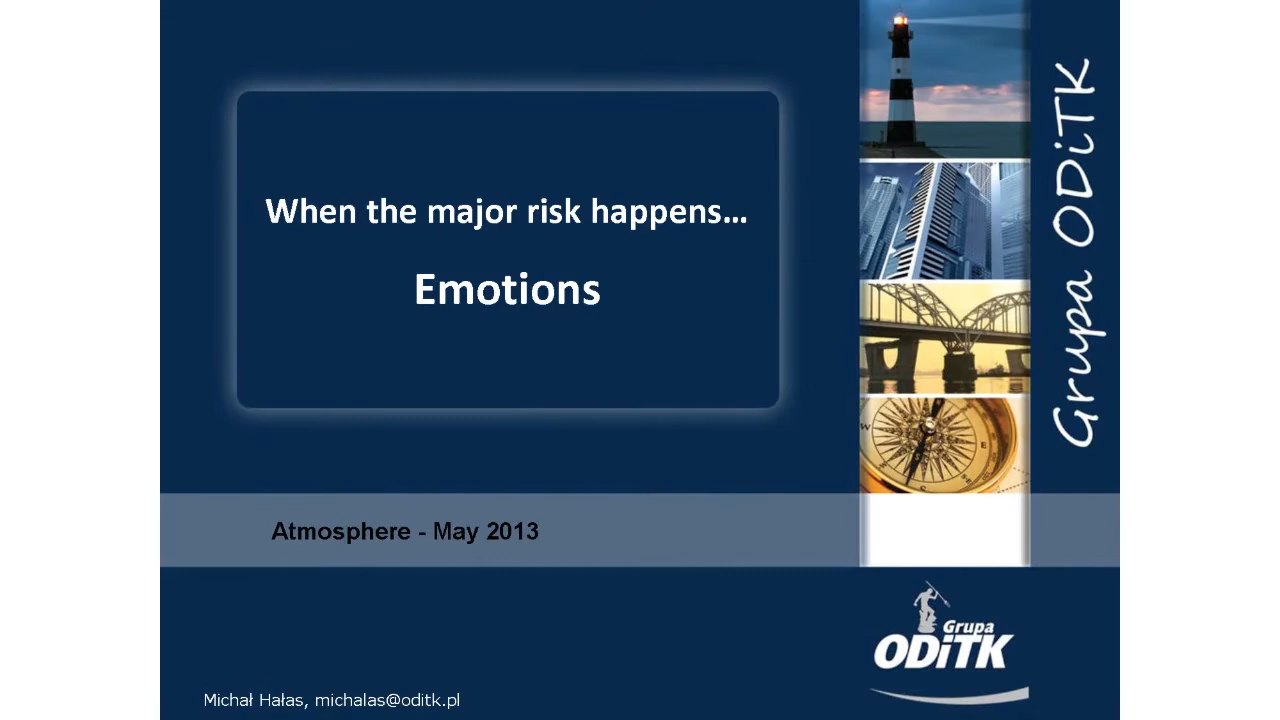 When the major risk happens…
Emotions
Grupa ODiTK
W
E
Atmosphere - May 2013
Grupa
ODiTK
Michał Hałas, michalas@oditk.pl